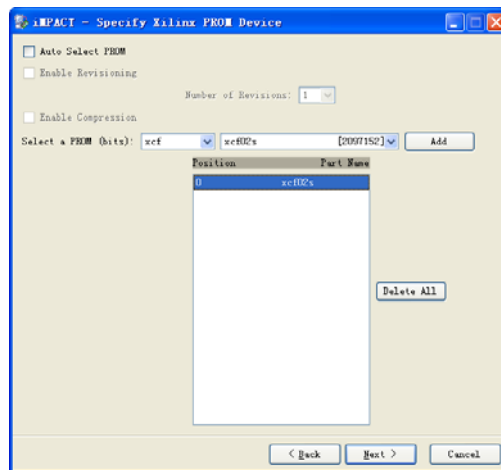 iMPACT - Specify Xilinx PROM Device
Auto Select PROM
Enable Revisioning
Number of Revisions: 1
Enable Compression
Select a PROM (bits): xcf xcf02s [2097152] Add
Position Part Name
0 xcf02s
Delete All
< Back Next > Cancel